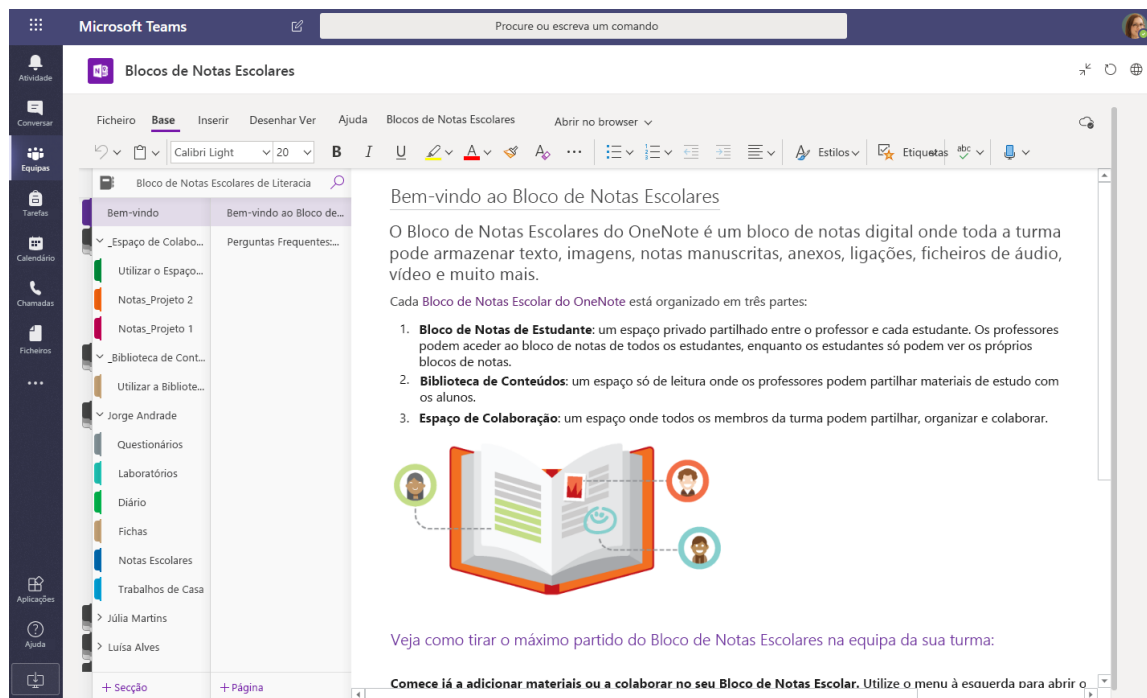 Microsoft Teams
Procure ou escreva um comando
Atividade
Conversar
Equipas
Tarefas
Calendário
Chamadas
Ficheiros
Aplicações
Ajuda
Blocos de Notas Escolares
Ficheiro Base Inserir Desenhar Ver Ajuda Blocos de Notas Escolares Abrir no browser
Calibri Light 20 B I U A A Estilos Etiquetas abc
Bloco de Notas Escolares de Literacia
Bem-vindo
_Espaço de Colabo...
Utilizar o Espaço...
Notas_Projeto 2
Notas_Projeto 1
_Biblioteca de Cont...
Utilizar a Bibliote...
Jorge Andrade
Questionários
Laboratórios
Diário
Fichas
Notas Escolares
Trabalhos de Casa
Júlia Martins
Luísa Alves
+ Secção
Bem-vindo ao Bloco de...
Perguntas Frequentes:...
+ Página
Bem-vindo ao Bloco de Notas Escolares
O Bloco de Notas Escolares do OneNote é um bloco de notas digital onde toda a turma
pode armazenar texto, imagens, notas manuscritas, anexos, ligações, ficheiros de áudio,
vídeo e muito mais.
Cada Bloco de Notas Escolar do OneNote está organizado em três partes:
1. Bloco de Notas de Estudante: um espaço privado partilhado entre o professor e cada estudante. Os professores
podem aceder ao bloco de notas de todos os estudantes, enquanto os estudantes só podem ver os próprios
blocos de notas.
2. Biblioteca de Conteúdos: um espaço só de leitura onde os professores podem partilhar materiais de estudo com
os alunos.
3. Espaço de Colaboração: um espaço onde todos os membros da turma podem partilhar, organizar e colaborar.
Veja como tirar o máximo partido do Bloco de Notas Escolares na equipa da sua turma:
Comece já a adicionar materiais ou a colaborar no seu Bloco de Notas Escolar. Utilize o menu à esquerda para abrir o